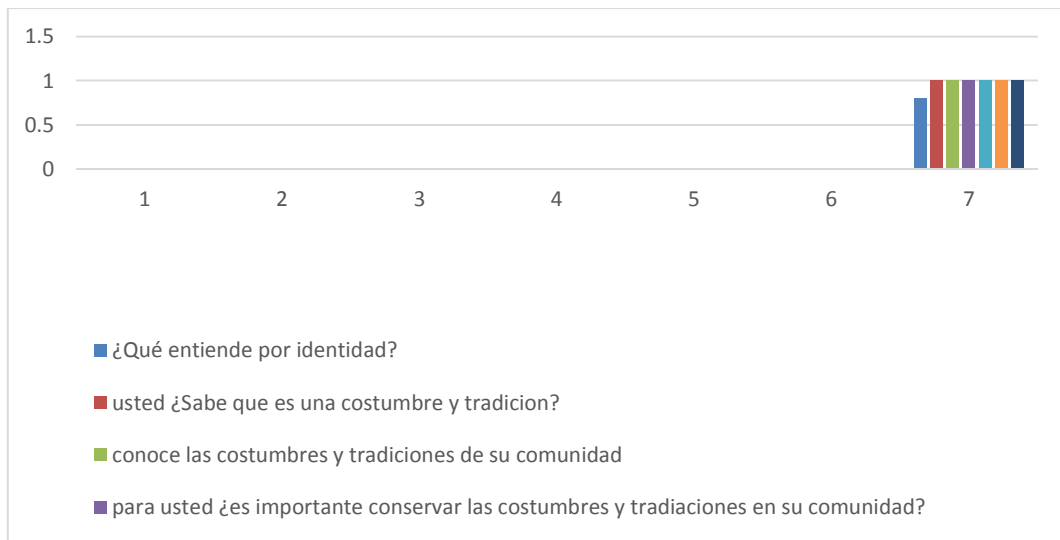 1.5
1
0.5
0
1 2 3 4 5 6 7
¿Qué entiende por identidad?
usted ¿Sabe que es una costumbre y tradicion?
conoce las costumbres y tradiciones de su comunidad
para usted ¿es importante conservar las costumbres y tradiaciones en su comunidad?